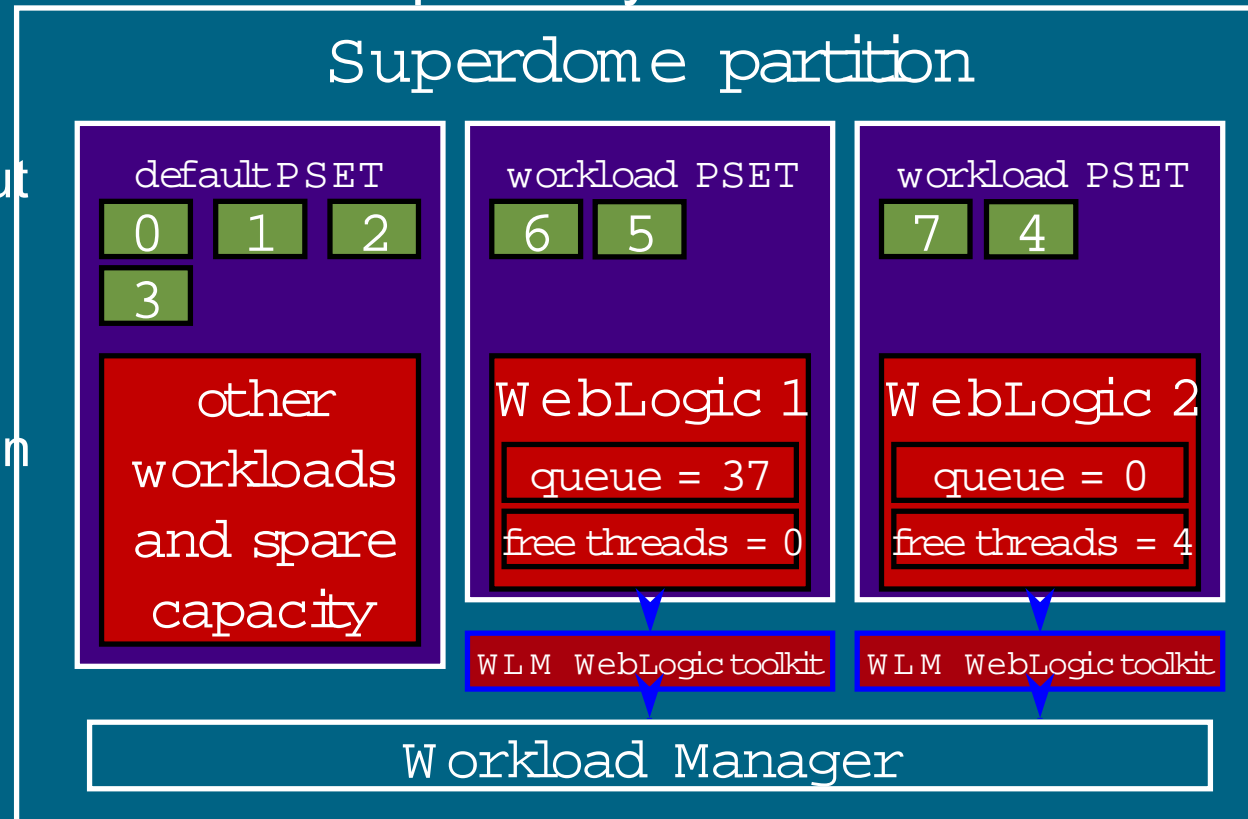 Superdome partition
ut
default PSET
0 1 2
3
other
workloads
and spare
capacity
n
workload PSET
6 5
WebLogic 1
queue = 37
free threads = 0
WLM WebLogic toolkit
workload PSET
7 4
WebLogic 2
queue = 0
free threads = 4
WLM WebLogic toolkit
Workload Manager